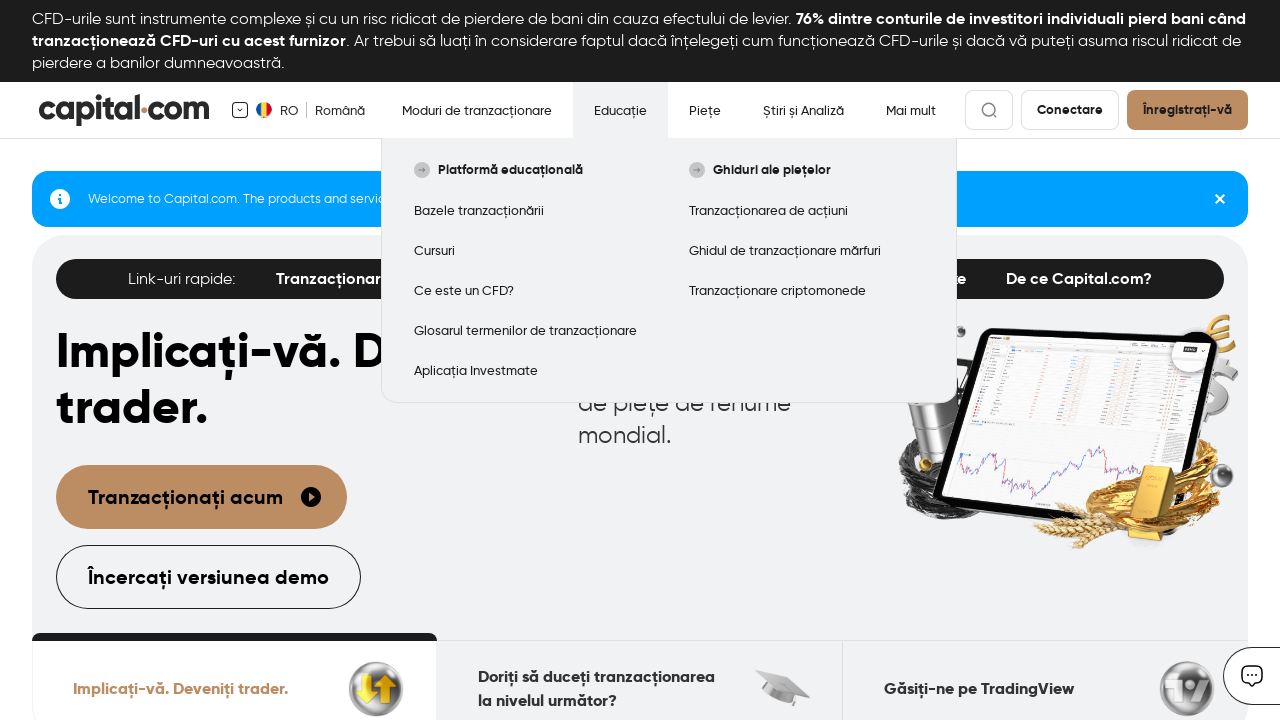 CFD-urile sunt instrumente complexe și cu un risc ridicat de pierdere de bani din cauza efectului de levier. 76% dintre conturile de investitori individuali pierd bani când
tranzacționează CFD-uri cu acest furnizor. Ar trebui să luați în considerare faptul dacă înțelegeți cum funcționează CFD-urile și dacă vă puteți asuma riscul ridicat de
pierdere a banilor dumneavoastră.
capital.com RO Română Moduri de tranzacționare Educație Piețe Știri și Analiză Mai mult Conectare Înregistrați-vă
Platformă educațională
Bazele tranzacționării
Cursuri
Ce este un CFD?
Glosarul termenilor de tranzacționare
Aplicația Investmate
Ghiduri ale piețelor
Tranzacționarea de acțiuni
Ghidul de tranzacționare mărfuri
Tranzacționare criptomonede
Welcome to Capital.com. The products and
Link-uri rapide: De ce Capital.com?
Implicați-vă.
trader.
de piețe de renume
mondial.
Tranzacționați acum
Încercați versiunea demo
Implicați-vă. Deveniți trader.
Doriți să duceți tranzacționarea
la nivelul următor?
Găsiți-ne pe TradingView